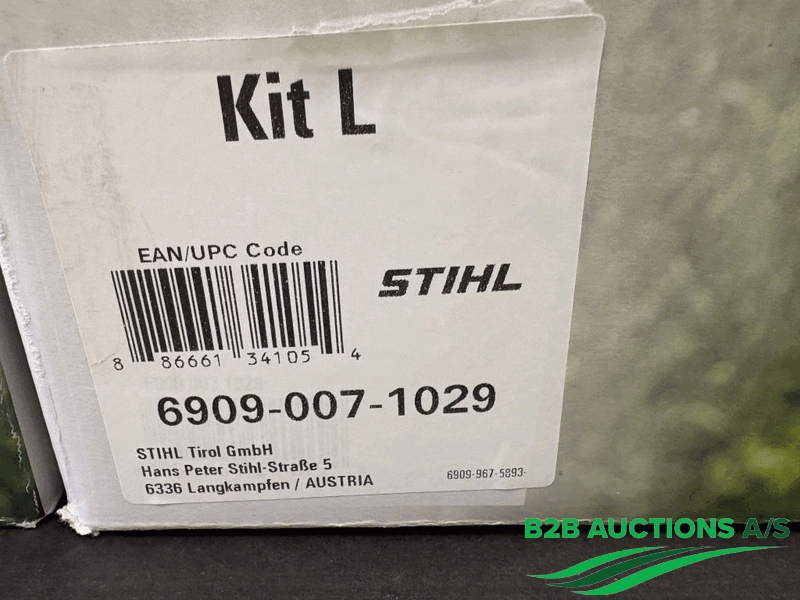 Kit L
EAN/UPC Code
STIHL
8 86661 34105 4
6909-007-1029
STIHL Tirol GmbH
Hans Peter Stihl-Straße 5
6336 Langkampfen / AUSTRIA
6909-967-5893-
B2B AUCTIONS A/S